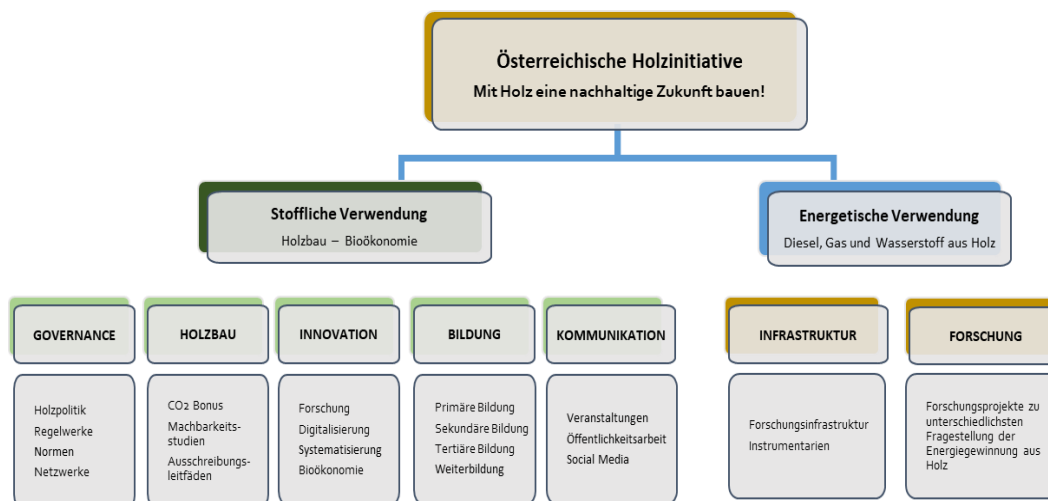 Österreichische Holzinitiative
Mit Holz eine nachhaltige Zukunft bauen!
Stoffliche Verwendung
Holzbau – Bioökonomie
Energetische Verwendung
Diesel, Gas und Wasserstoff aus Holz
GOVERNANCE
HOLZBAU
INNOVATION
BILDUNG
KOMMUNIKATION
INFRASTRUKTUR
FORSCHUNG
Holzpolitik
Regelwerke
Normen
Netzwerke
CO2 Bonus
Machbarkeits-
studien
Ausschreibungs-
leitfäden
Forschung
Digitalisierung
Systematisierung
Bioökonomie
Primäre Bildung
Sekundäre Bildung
Tertiäre Bildung
Weiterbildung
Veranstaltungen
Öffentlichkeitsarbeit
Social Media
Forschungsinfrastruktur
Instrumentarien
Forschungsprojekte zu
unterschiedlichsten
Fragestellung der
Energiegewinnung aus
Holz